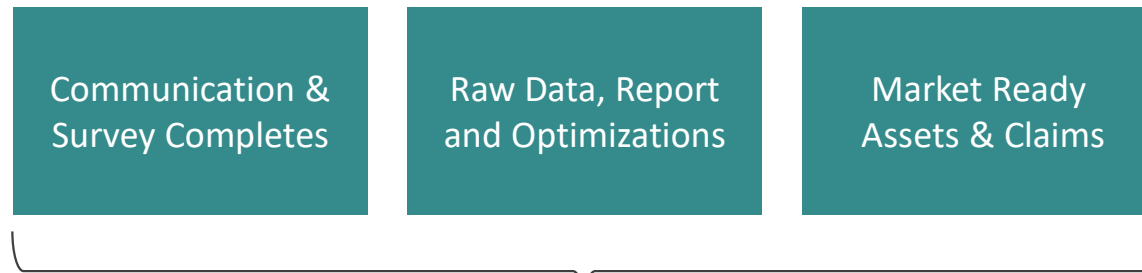 Communication &
Survey Completes
Raw Data, Report
and Optimizations
Market Ready
Assets & Claims